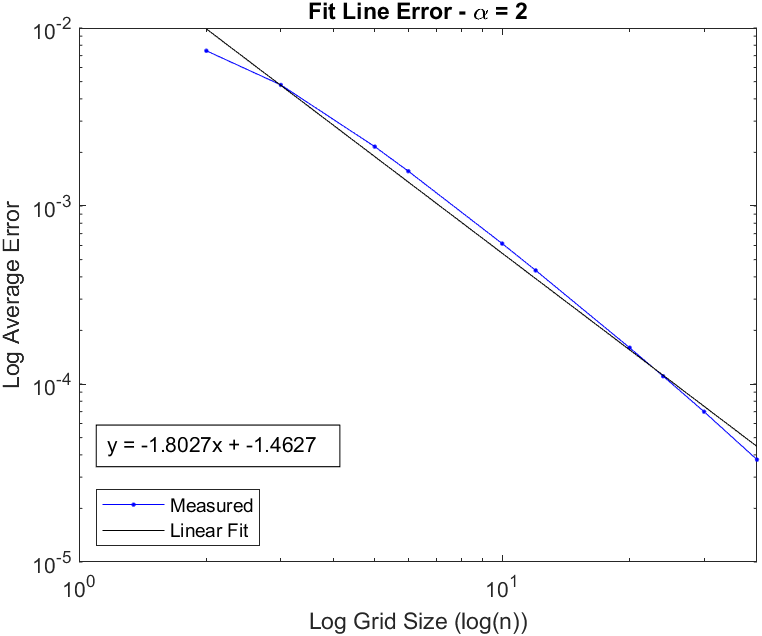 Fit Line Error - α = 2
10^-2
10^-3
10^-4
10^-5
Log Average Error
y = -1.8027x + -1.4627
Measured
Linear Fit
10^0
10^1
Log Grid Size (log(n))